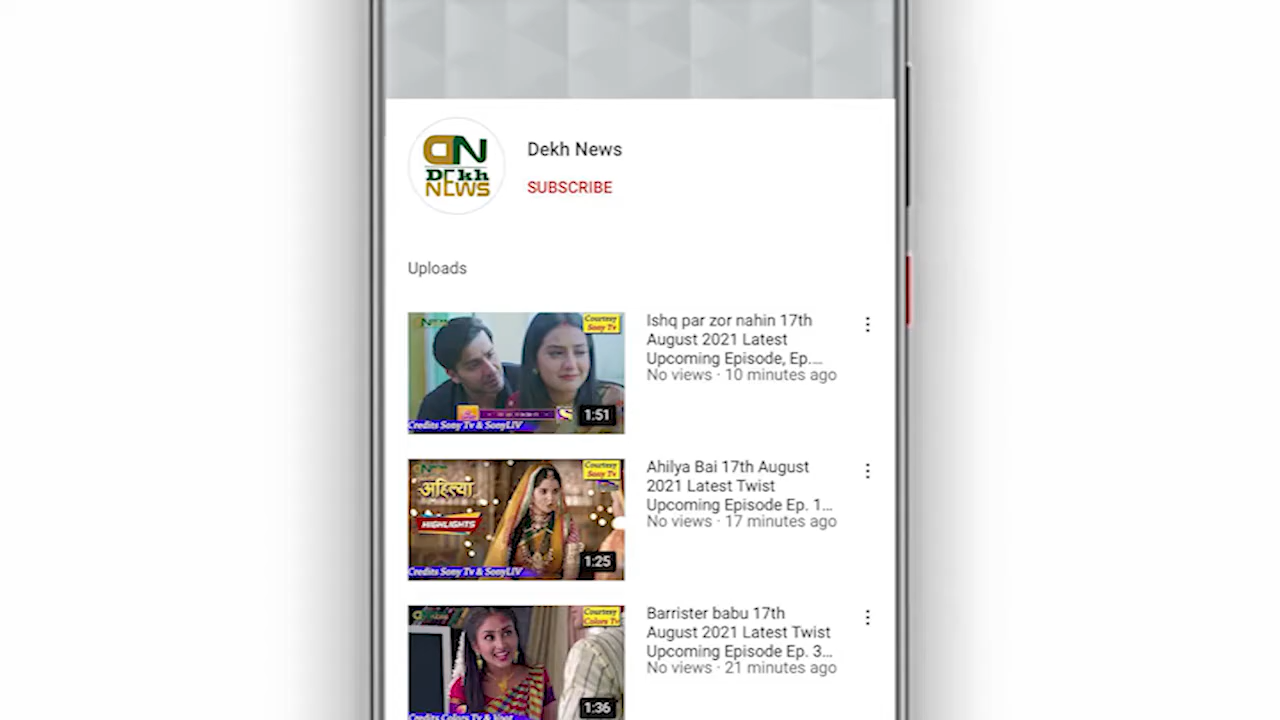 DN
Dekh
NEWS
Dekh News
SUBSCRIBE
Uploads
Courtesy
Sony Tv
1:51
Credits Sony Tv & SonyLIV
Ishq par zor nahin 17th
August 2021 Latest
Upcoming Episode, Ep....
No views · 10 minutes ago
Courtesy
Sony Tv
अहिल्या
HIGHLIGHTS
1:25
Credits Sony Tv & SonyLIV
Ahilya Bai 17th August
2021 Latest Twist
Upcoming Episode Ep. 1...
No views · 17 minutes ago
Courtesy
Colors Tv
1:36
Credits Colors Tv & Voot
Barrister babu 17th
August 2021 Latest Twist
Upcoming Episode Ep. 3...
No views · 21 minutes ago